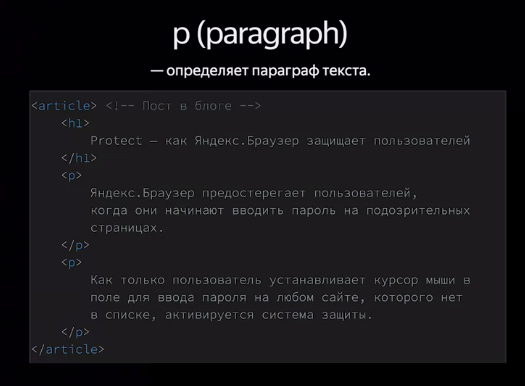 p (paragraph)
— определяет параграф текста.
<article> <!-- Пост в блоге -->
<h1>
Protect — как Яндекс.Браузер защищает пользователей
</h1>
<p>
Яндекс.Браузер предостерегает пользователей,
когда они начинают вводить пароль на подозрительных
страницах.
</p>
<p>
Как только пользователь устанавливает курсор мыши в
поле для ввода пароля на любом сайте, которого нет
в списке, активируется система защиты.
</p>
</article>